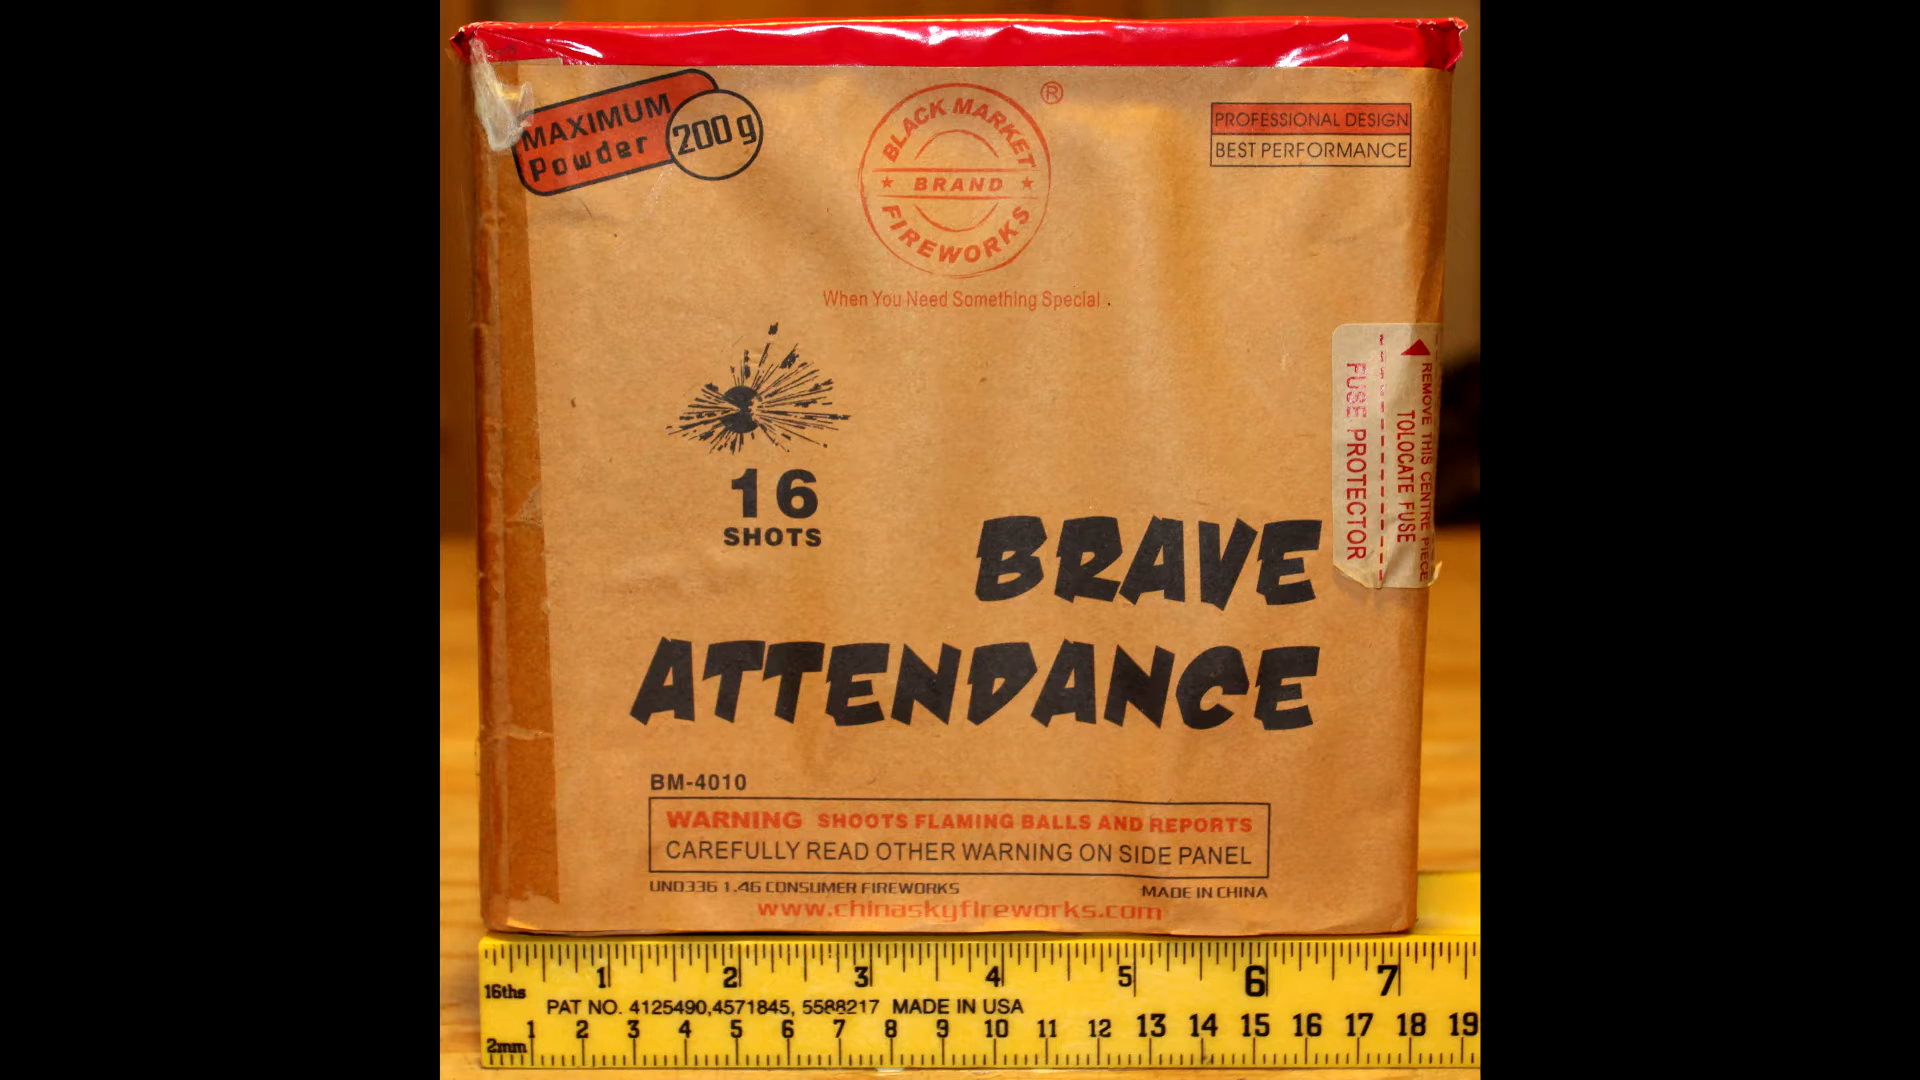 MAXIMUM
Powder
200 g
BLACK MARKET
®
BRAND
FIREWORKS
When You Need Something Special .
PROFESSIONAL DESIGN
BEST PERFORMANCE
REMOVE THIS CENTRE PIECE
TOLOCATE FUSE
FUSE PROTECTOR
16
SHOTS
BRAVE
ATTENDANCE
BM-4010
WARNING SHOOTS FLAMING BALLS AND REPORTS
CAREFULLY READ OTHER WARNING ON SIDE PANEL
UN0336 1.4G CONSUMER FIREWORKS MADE IN CHINA
www.chinaskyfireworks.com
1 2 3 4 5 6 7
16ths
PAT NO. 4125490,4571845, 5588217 MADE IN USA
1 2 3 4 5 6 7 8 9 10 11 12 13 14 15 16 17 18 19
2mm